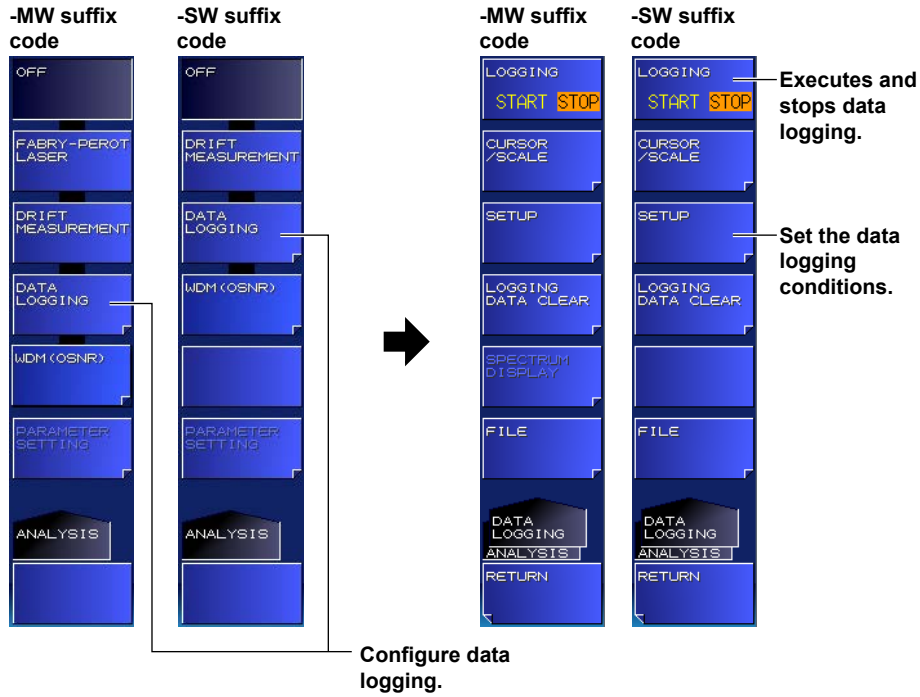 -MW suffix
code
OFF
FABRY-PEROT
LASER
DRIFT
MEASUREMENT
DATA
LOGGING
WDM(OSNR)
PARAMETER
SETTING
ANALYSIS
-SW suffix
code
OFF
DRIFT
MEASUREMENT
DATA
LOGGING
WDM(OSNR)
PARAMETER
SETTING
ANALYSIS
Configure data
logging.
-MW suffix
code
LOGGING
START STOP
CURSOR
/SCALE
SETUP
LOGGING
DATA CLEAR
SPECTRUM
DISPLAY
FILE
DATA
LOGGING
ANALYSIS
RETURN
-SW suffix
code
LOGGING
START STOP
CURSOR
/SCALE
SETUP
LOGGING
DATA CLEAR
FILE
DATA
LOGGING
ANALYSIS
RETURN
Executes and
stops data
logging.
Set the data
logging
conditions.